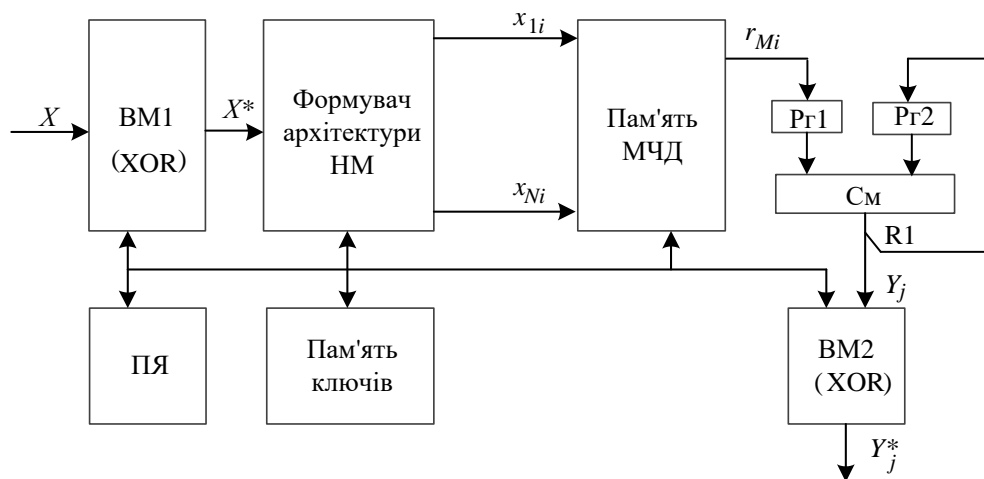 X
ВМ1
(XOR)
X*
Формувач
архітектури
НМ
x1i
xNi
Пам'ять
МЧД
rMi
Рг1
Рг2
См
R1
Yj
ПЯ
Пам'ять
ключів
ВМ2
(XOR)
Yj*